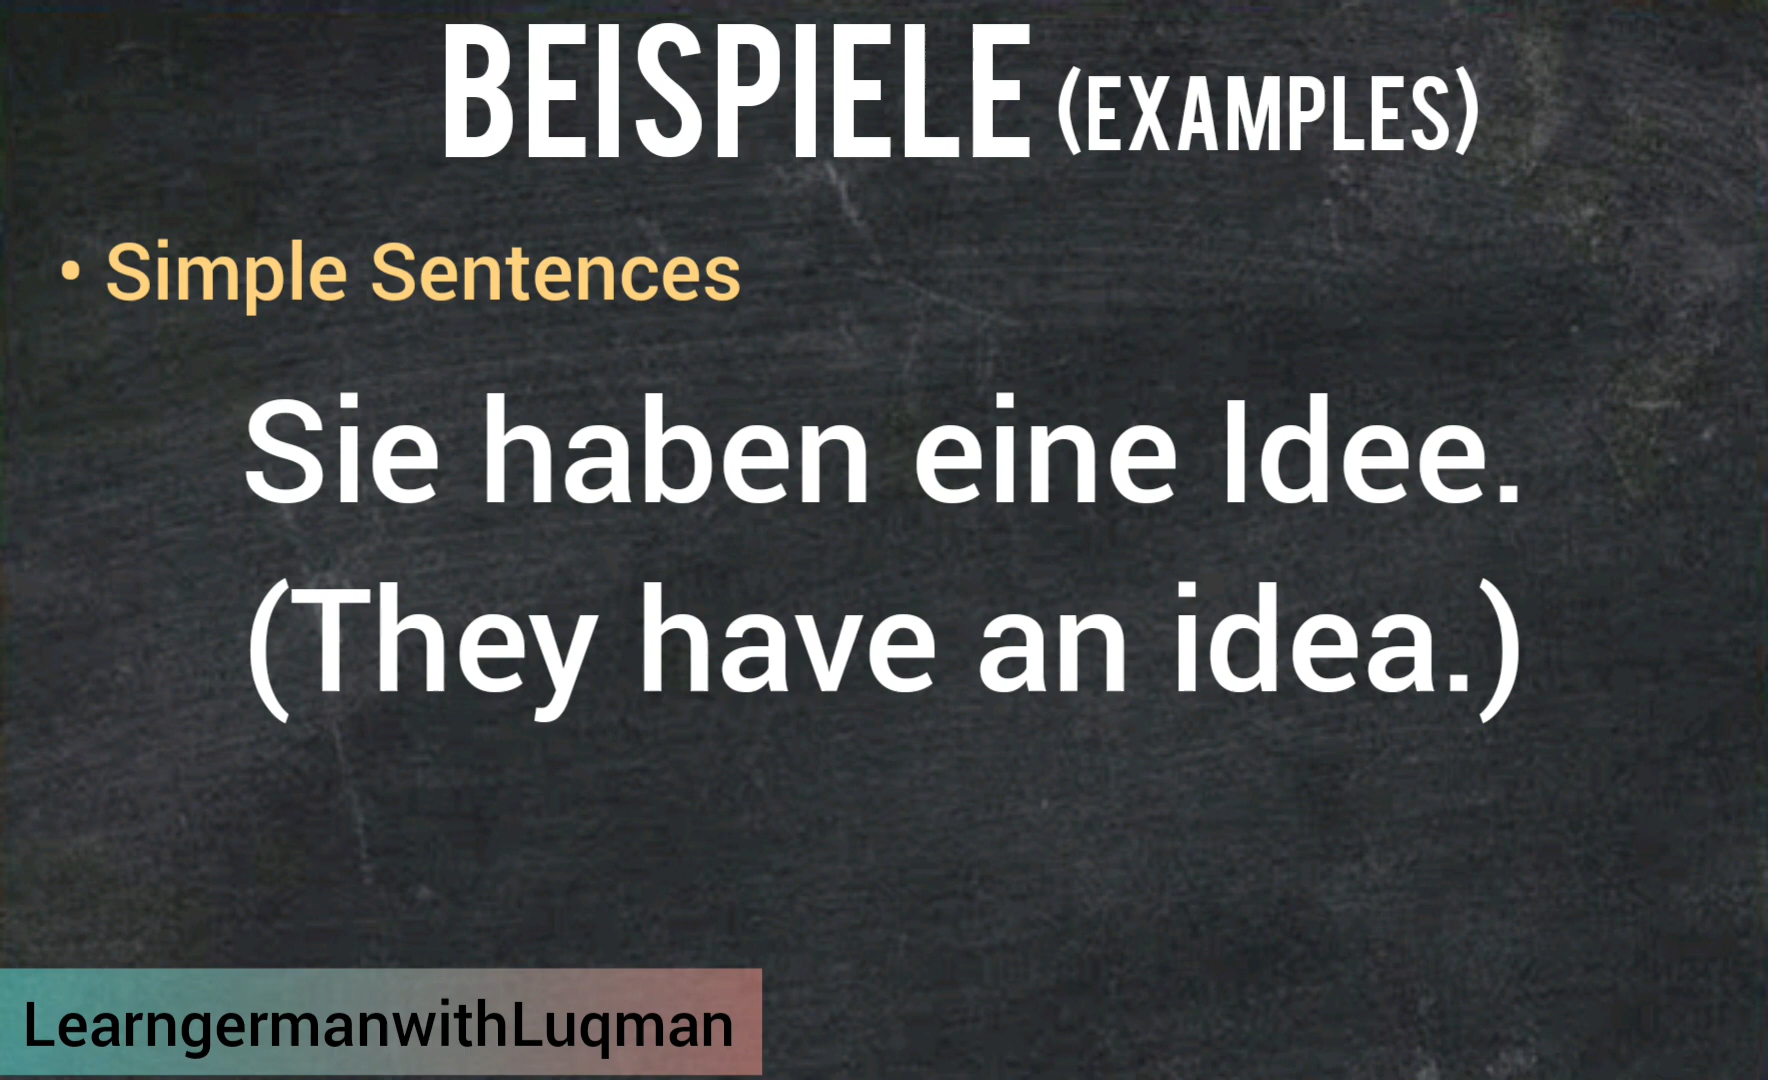 BEISPIELE (EXAMPLES)
• Simple Sentences
Sie haben eine Idee.
(They have an idea.)
LearngermanwithLuqman